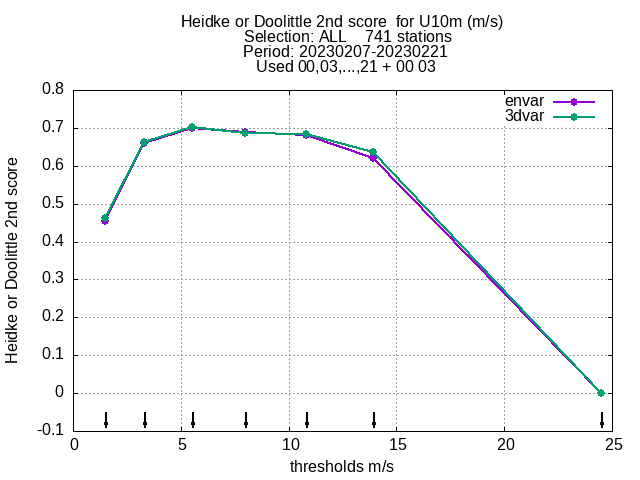 Heidke or Doolittle 2nd score  for U10m (m/s)
Selection: ALL    741 stations
Period: 20230207-20230221
Used 00,03,...,21 + 00 03
envar
3dvar
Heidke or Doolittle 2nd score
0.8
0.7
0.6
0.5
0.4
0.3
0.2
0.1
0
-0.1
0 5 10 15 20 25
thresholds m/s